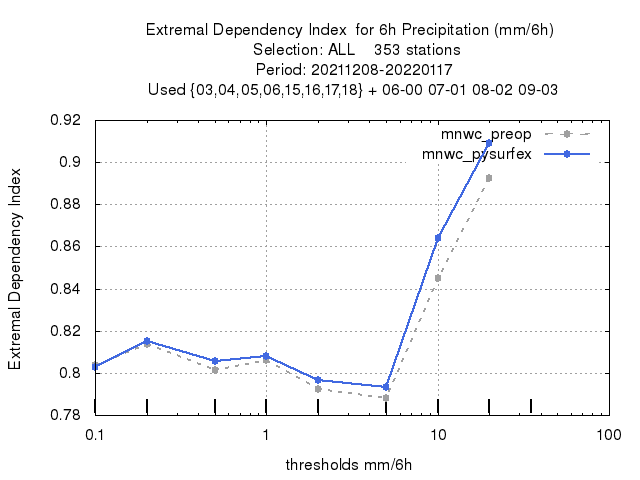 Extremal Dependency Index  for 6h Precipitation (mm/6h)
Selection: ALL    353 stations
Period: 20211208-20220117
Used {03,04,05,06,15,16,17,18} + 06-00 07-01 08-02 09-03
mnwc_preop
mnwc_pysurfex
Extremal Dependency Index
0.92
0.9
0.88
0.86
0.84
0.82
0.8
0.78
0.1 1 10 100
thresholds mm/6h